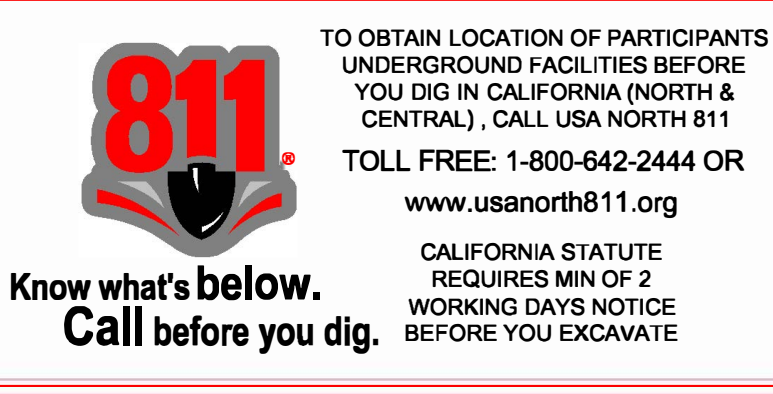 811®
Know what's below.
Call before you dig.
TO OBTAIN LOCATION OF PARTICIPANTS
UNDERGROUND FACILITIES BEFORE
YOU DIG IN CALIFORNIA (NORTH &
CENTRAL) , CALL USA NORTH 811
TOLL FREE: 1-800-642-2444 OR
www.usanorth811.org
CALIFORNIA STATUTE
REQUIRES MIN OF 2
WORKING DAYS NOTICE
BEFORE YOU EXCAVATE